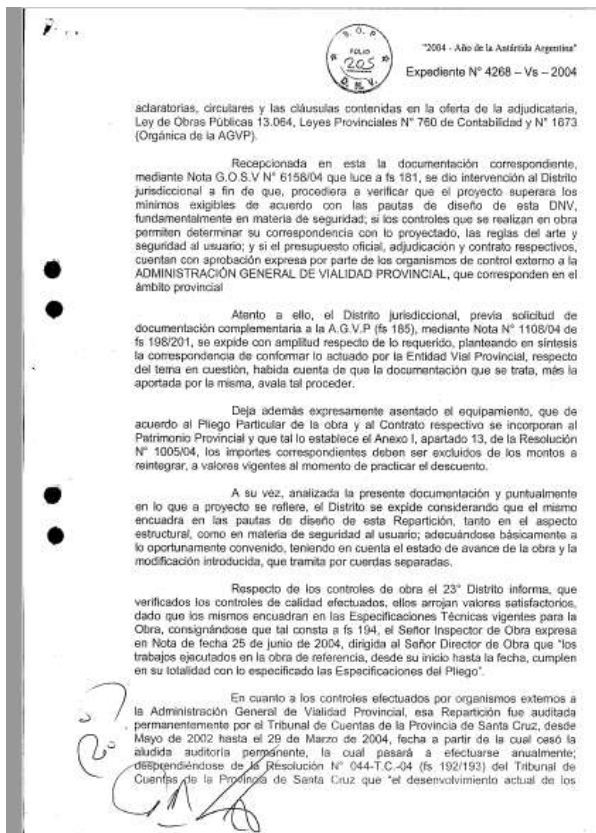 S. O. P.
FOLIO
205
D. N. V.
"2004 - Año de la Antártida Argentina"
Expediente N° 4268 – Vs – 2004
aclaratorias, circulares y las cláusulas contenidas en la oferta de la adjudicataria,
Ley de Obras Públicas 13.064, Leyes Provinciales N° 760 de Contabilidad y N° 1673
(Orgánica de la AGVP).
Recepcionada en esta la documentación correspondiente,
mediante Nota G.O.S.V N° 6158/04 que luce a fs 181, se dio intervención al Distrito
jurisdiccional a fin de que, procediera a verificar que el proyecto superara los
mínimos exigibles de acuerdo con las pautas de diseño de esta DNV,
fundamentalmente en materia de seguridad; si los controles que se realizan en obra
permiten determinar su correspondencia con lo proyectado, las reglas del arte y
seguridad al usuario; y si el presupuesto oficial, adjudicación y contrato respectivos,
cuentan con aprobación expresa por parte de los organismos de control externo a la
ADMINISTRACIÓN GENERAL DE VIALIDAD PROVINCIAL, que corresponden en el
ámbito provincial
Atento a ello, el Distrito jurisdiccional, previa solicitud de
documentación complementaria a la A.G.V.P (fs 185), mediante Nota N° 1108/04 de
fs 198/201, se expide con amplitud respecto de lo requerido, planteando en síntesis
la correspondencia de conformar lo actuado por la Entidad Vial Provincial, respecto
del tema en cuestión, habida cuenta de que la documentación que se trata, más la
aportada por la misma, avala tal proceder.
Deja además expresamente asentado el equipamiento, que de
acuerdo al Pliego Particular de la obra y al Contrato respectivo se incorporan al
Patrimonio Provincial y que tal lo establece el Anexo I, apartado 13, de la Resolución
N° 1005/04, los importes correspondientes deben ser excluidos de los montos a
reintegrar, a valores vigentes al momento de practicar el descuento.
A su vez, analizada la presente documentación y puntualmente
en lo que a proyecto se refiere, el Distrito se expide considerando que el mismo
encuadra en las pautas de diseño de esta Repartición, tanto en el aspecto
estructural, como en materia de seguridad al usuario; adecuándose básicamente a
lo oportunamente convenido, teniendo en cuenta el estado de avance de la obra y la
modificación introducida, que tramita por cuerdas separadas.
Respecto de los controles de obra el 23° Distrito informa, que
verificados los controles de calidad efectuados, ellos arrojan valores satisfactorios,
dado que los mismos encuadran en las Especificaciones Técnicas vigentes para la
Obra, consignándose que tal consta a fs 194, el Señor Inspector de Obra expresa
en Nota de fecha 25 de junio de 2004, dirigida al Señor Director de Obra que "los
trabajos ejecutados en la obra de referencia, desde su inicio hasta la fecha, cumplen
en su totalidad con lo especificado las Especificaciones del Pliego".
En cuanto a los controles efectuados por organismos externos a
la Administración General de Vialidad Provincial, esa Repartición fue auditada
permanentemente por el Tribunal de Cuentas de la Provincia de Santa Cruz, desde
Mayo de 2002 hasta el 29 de Marzo de 2004, fecha a partir de la cual cesó la
aludida auditoría permanente, la cual pasará a efectuarse anualmente;
desprendiéndose de la Resolución N° 044-T.C.-04 (fs 192/193) del Tribunal de
Cuentas de la Provincia de Santa Cruz que "el desenvolvimiento actual de los